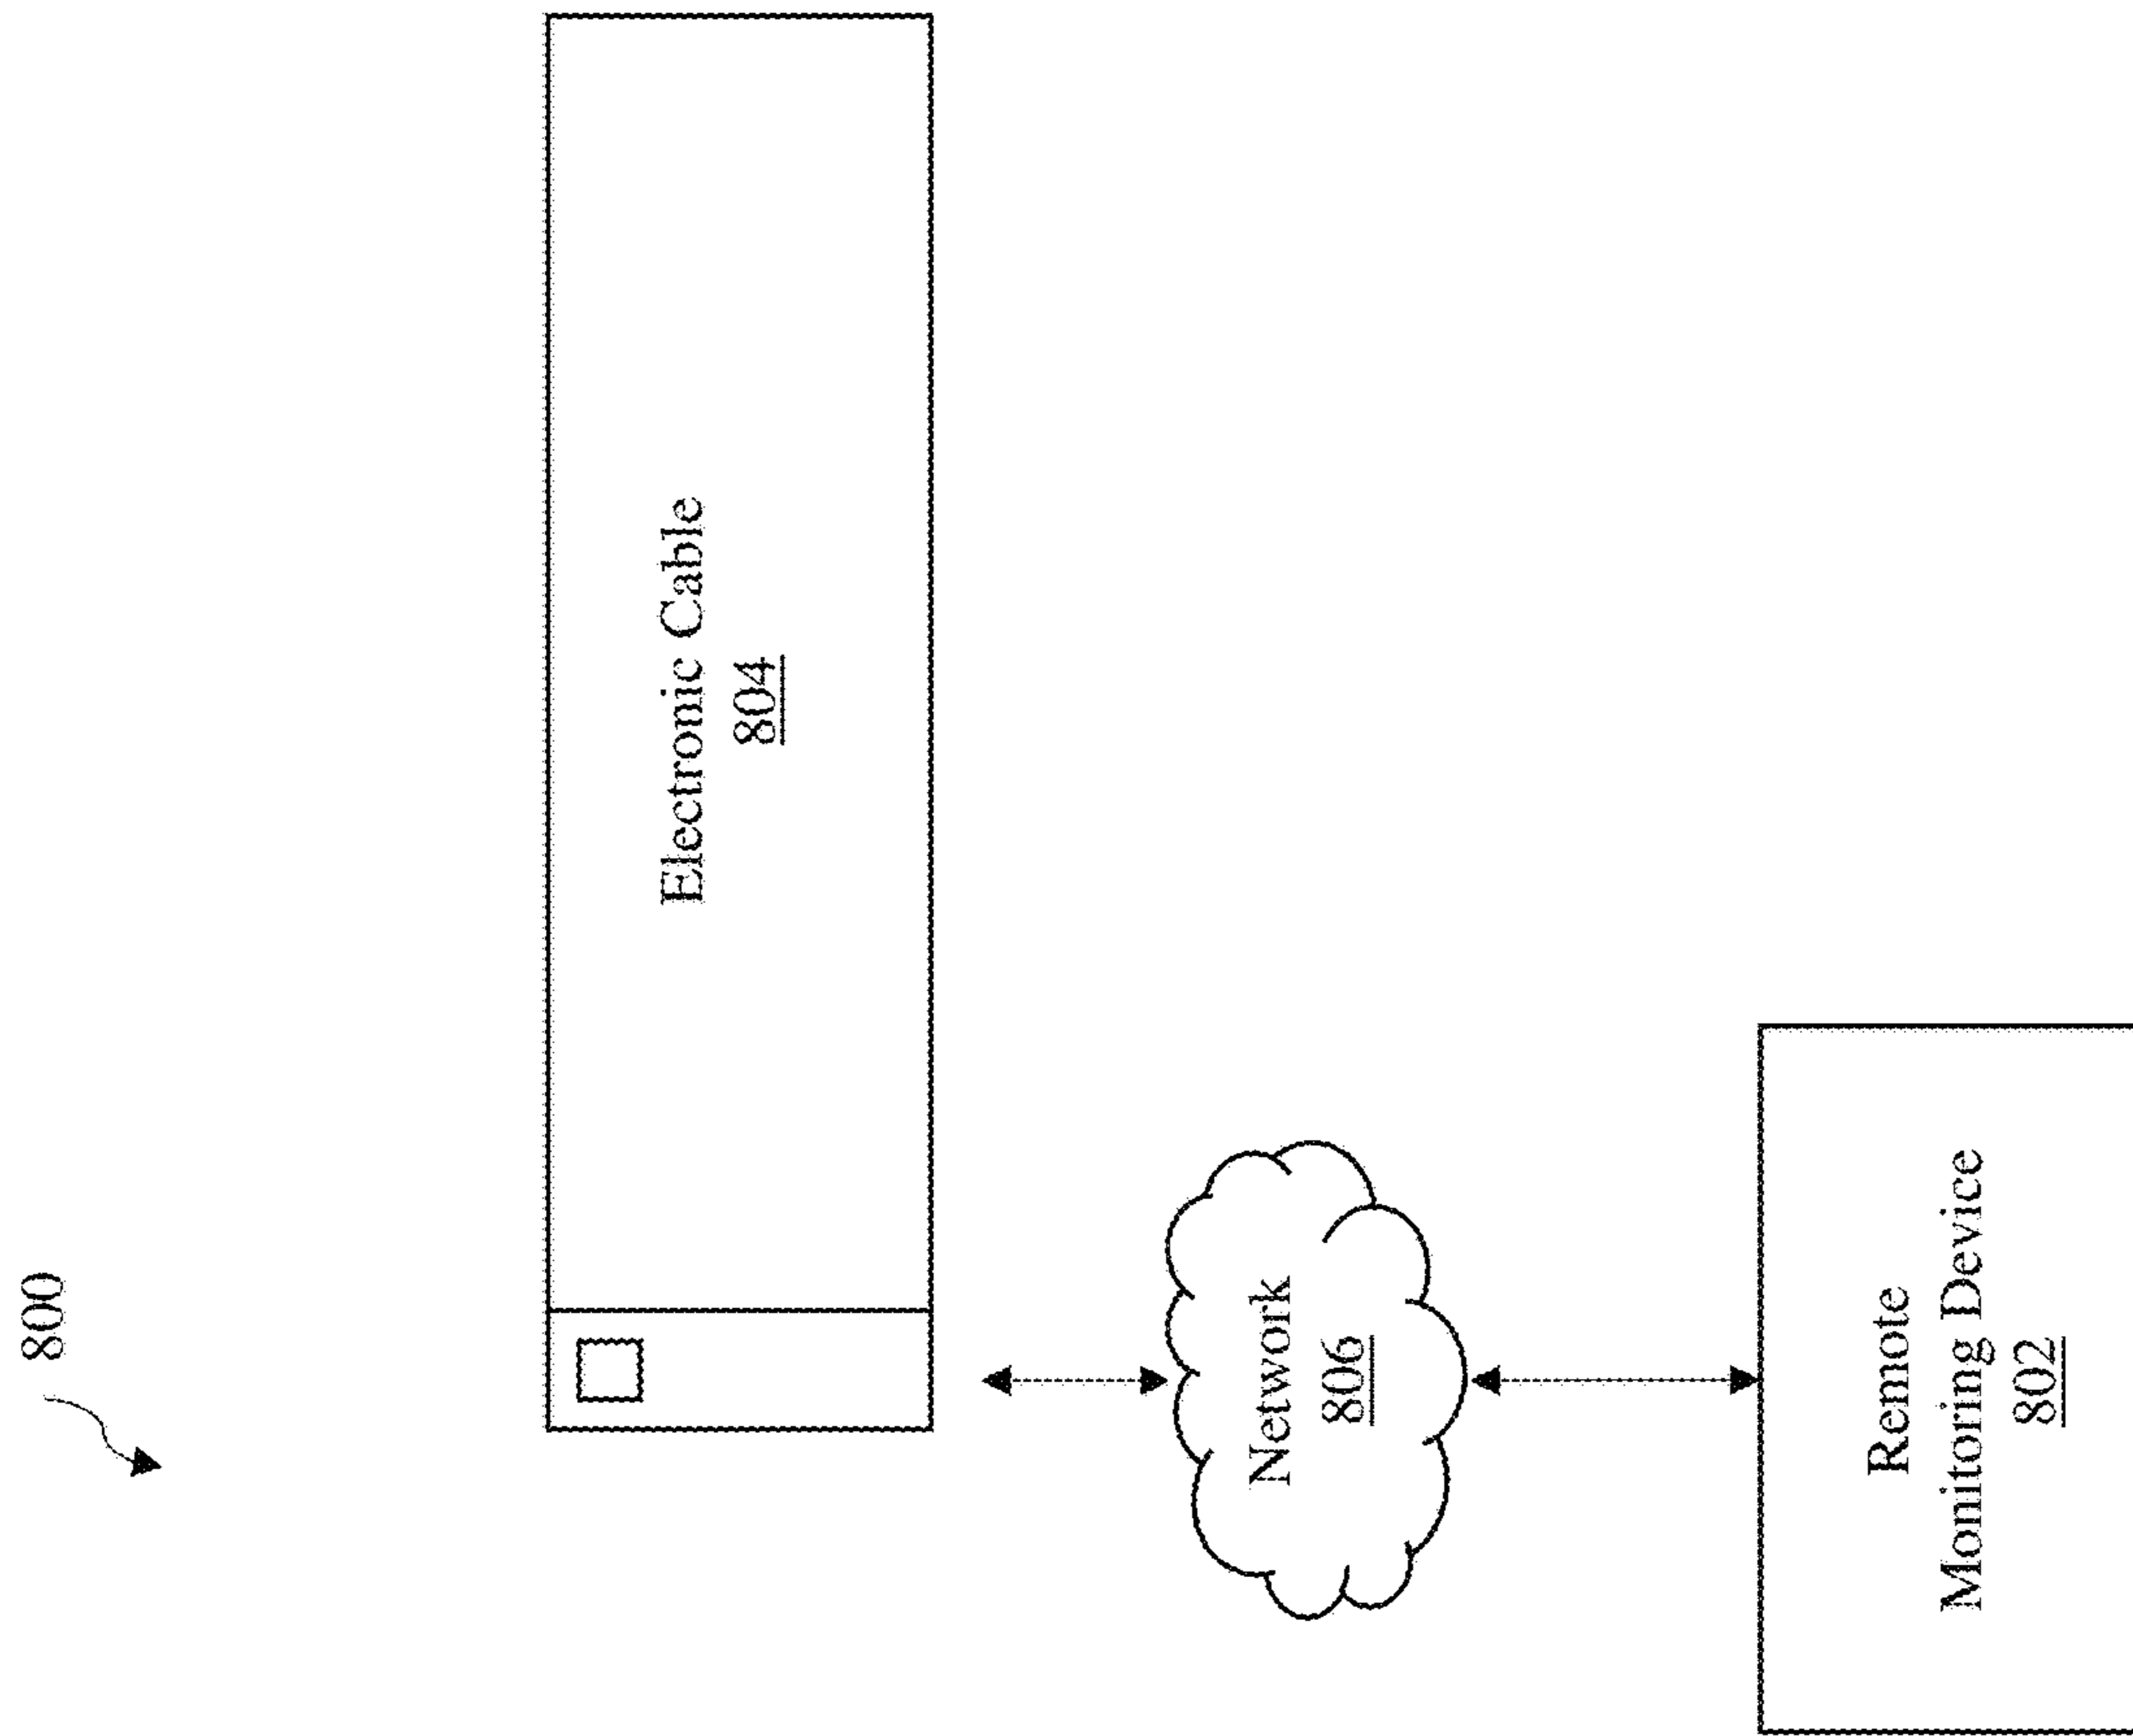 800
Electronic Cable
804
Network
806
Remote
Monitoring Device
802